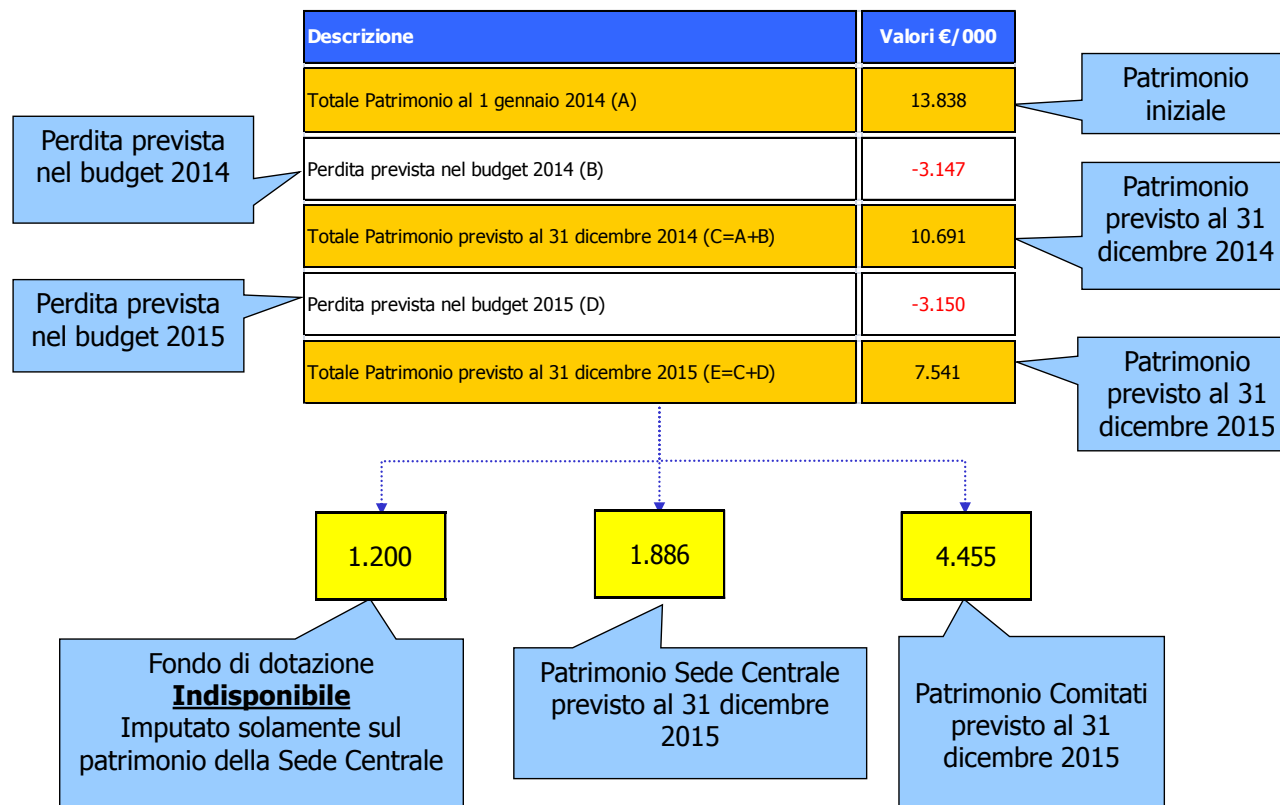 Descrizione Valori €/000
Totale Patrimonio al 1 gennaio 2014 (A) 13.838
Patrimonio
iniziale
Perdita prevista
nel budget 2014
Perdita prevista nel budget 2014 (B) -3.147
Totale Patrimonio previsto al 31 dicembre 2014 (C=A+B) 10.691
Patrimonio
previsto al 31
dicembre 2014
Perdita prevista
nel budget 2015
Perdita prevista nel budget 2015 (D) -3.150
Totale Patrimonio previsto al 31 dicembre 2015 (E=C+D) 7.541
Patrimonio
previsto al 31
dicembre 2015
1.200
1.886
4.455
Fondo di dotazione
Indisponibile
Imputato solamente sul
patrimonio della Sede Centrale
Patrimonio Sede Centrale
previsto al 31 dicembre
2015
Patrimonio Comitati
previsto al 31
dicembre 2015